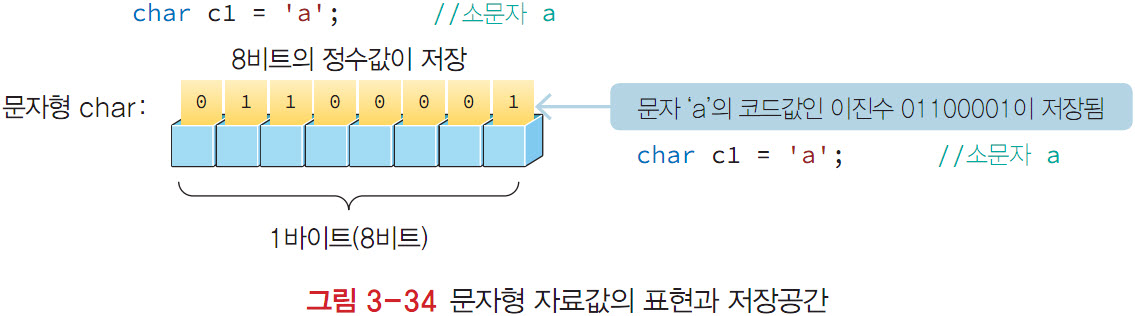 char c1 = 'a'; //소문자 a
8비트의 정수값이 저장
문자형 char: 0 1 1 0 0 0 0 1
문자 ‘a’의 코드값인 이진수 01100001이 저장됨
char c1 = 'a'; //소문자 a
1바이트(8비트)
그림 3-34 문자형 자료값의 표현과 저장공간